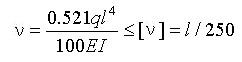 ν = 0.521ql⁴ / 100EI ≤ [ν] = l / 250